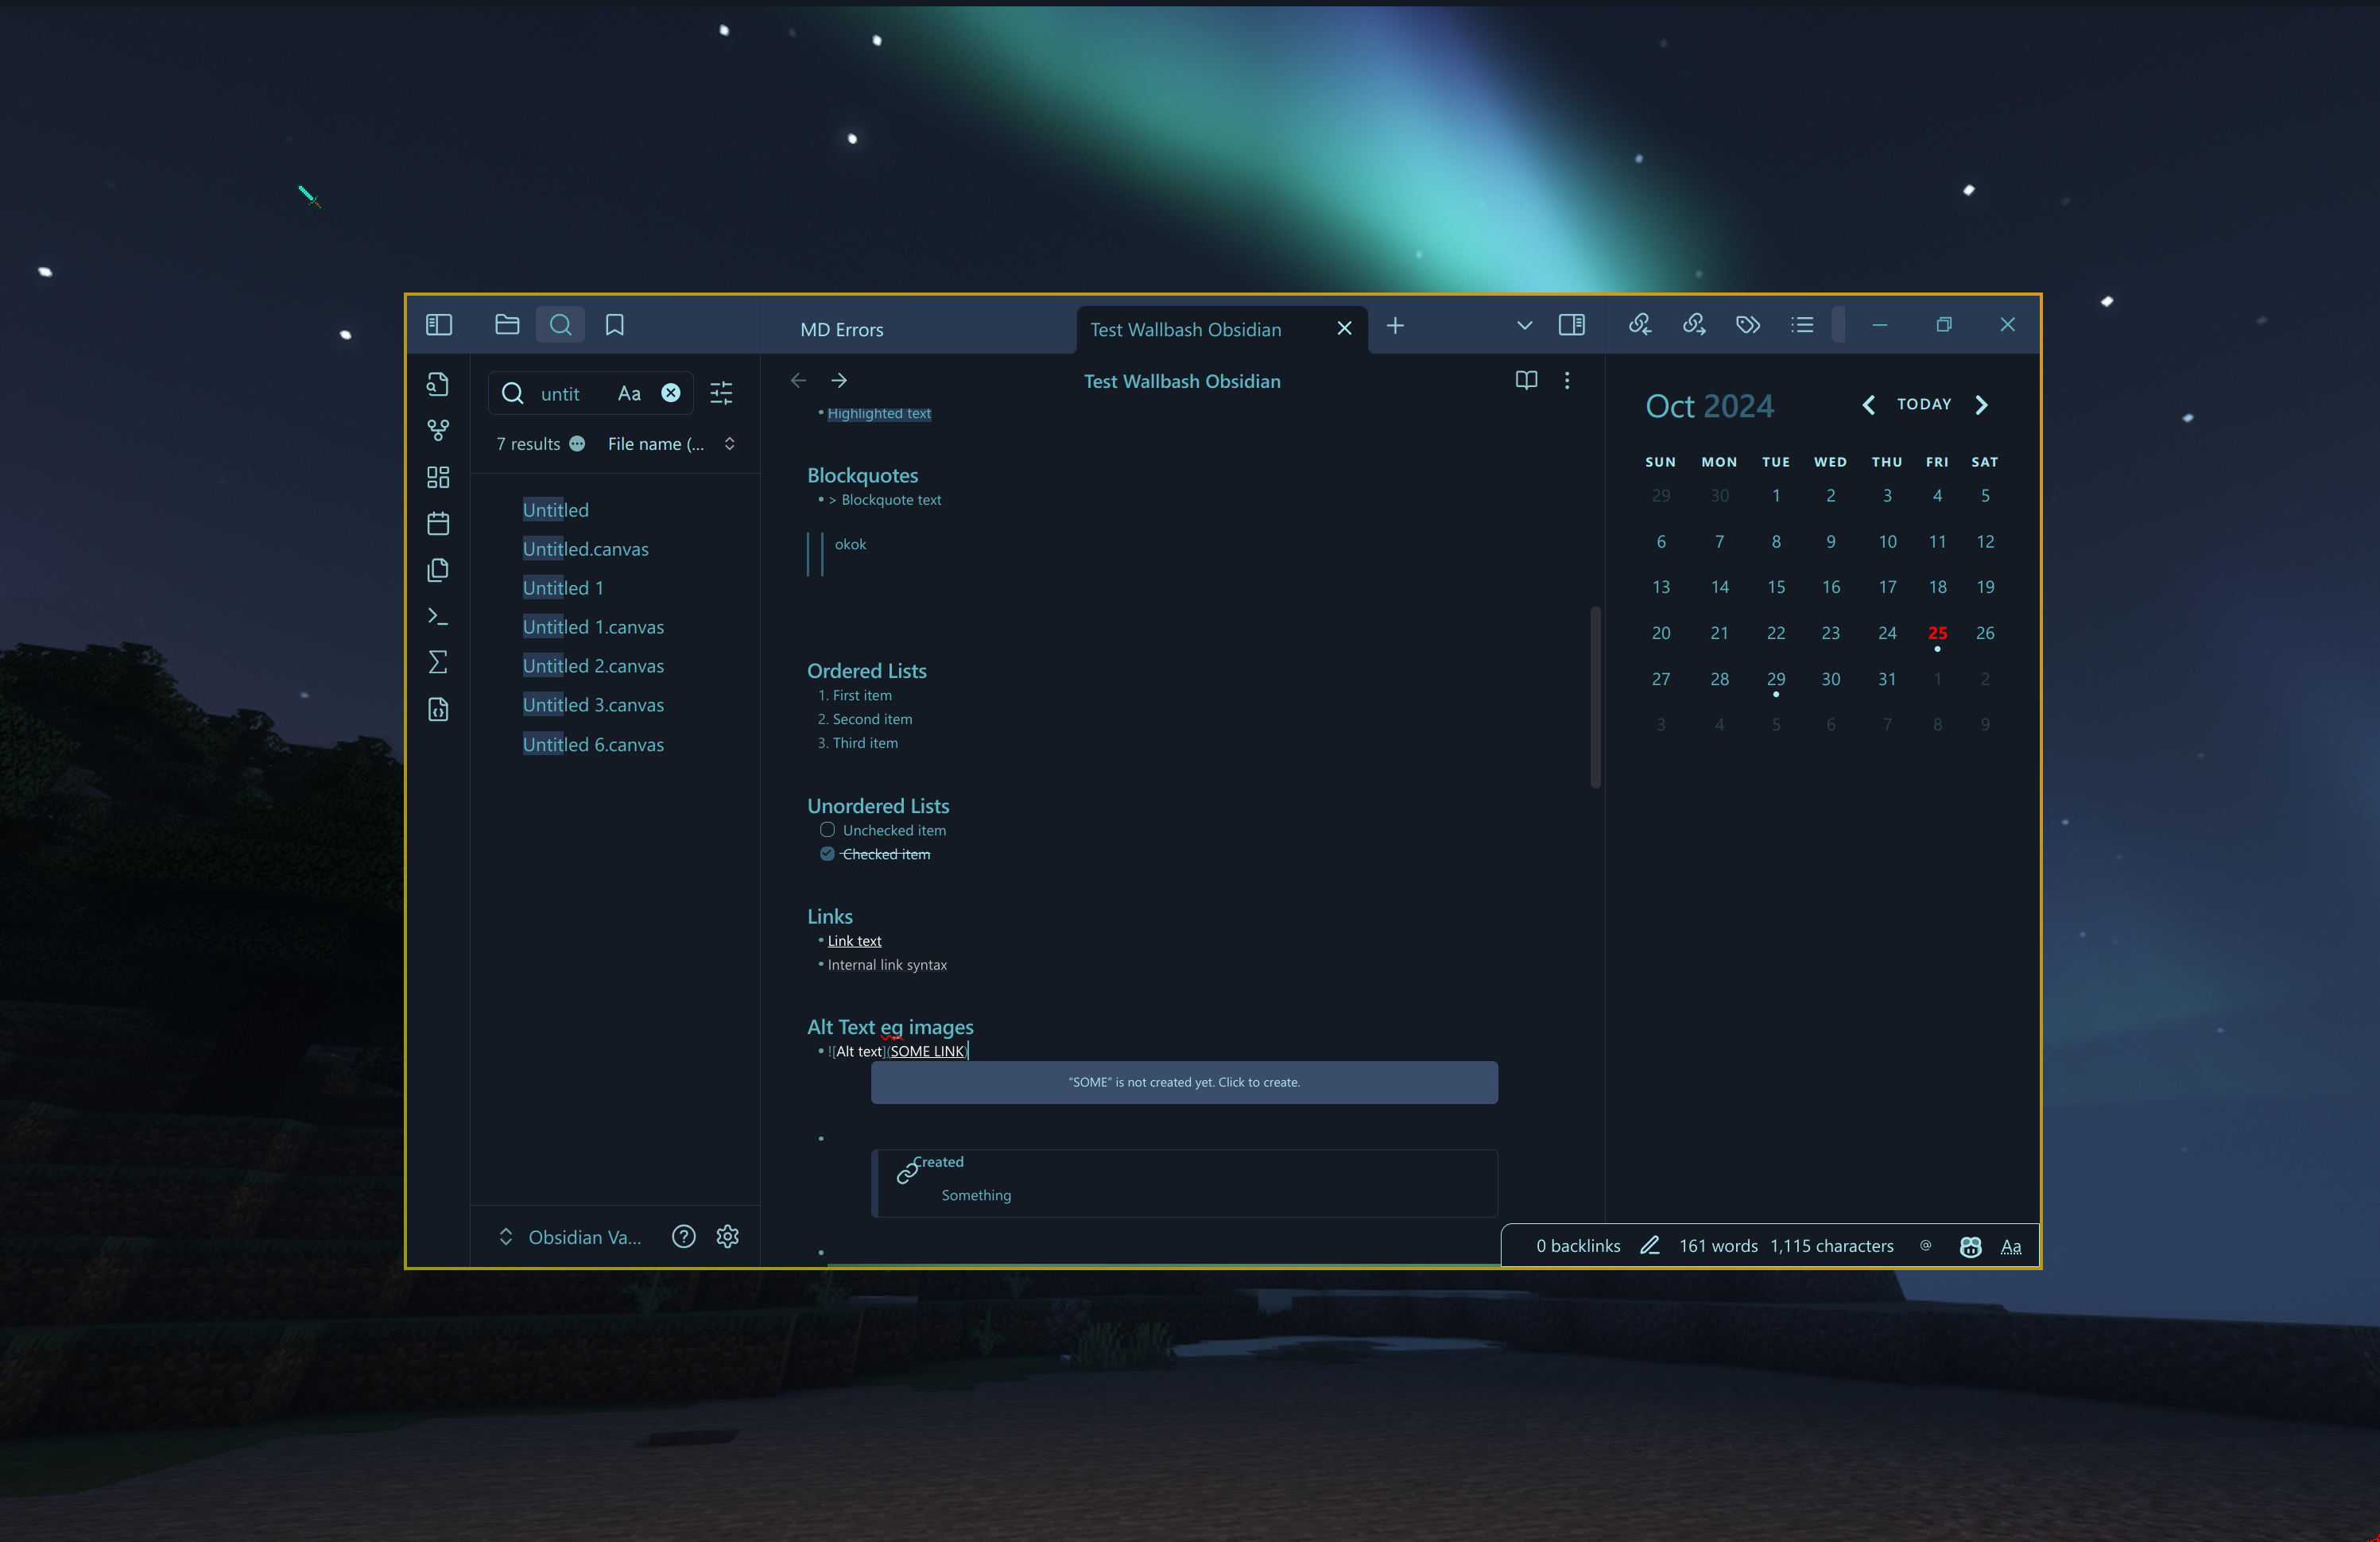 MD Errors
Test Wallbash Obsidian
untit
Aa
7 results
File name (...
Untitled
Untitled.canvas
Untitled 1
Untitled 1.canvas
Untitled 2.canvas
Untitled 3.canvas
Untitled 6.canvas
Obsidian Va...
Test Wallbash Obsidian
• Highlighted text
Blockquotes
• > Blockquote text
okok
Ordered Lists
1. First item
2. Second item
3. Third item
Unordered Lists
Unchecked item
Checked item
Links
• Link text
• Internal link syntax
Alt Text eg images
• ![Alt text](SOME LINK)
"SOME" is not created yet. Click to create.
Created
Something
Oct 2024
TODAY
SUN MON TUE WED THU FRI SAT
29 30 1 2 3 4 5
6 7 8 9 10 11 12
13 14 15 16 17 18 19
20 21 22 23 24 25 26
27 28 29 30 31 1 2
3 4 5 6 7 8 9
0 backlinks 161 words 1,115 characters @ Aa